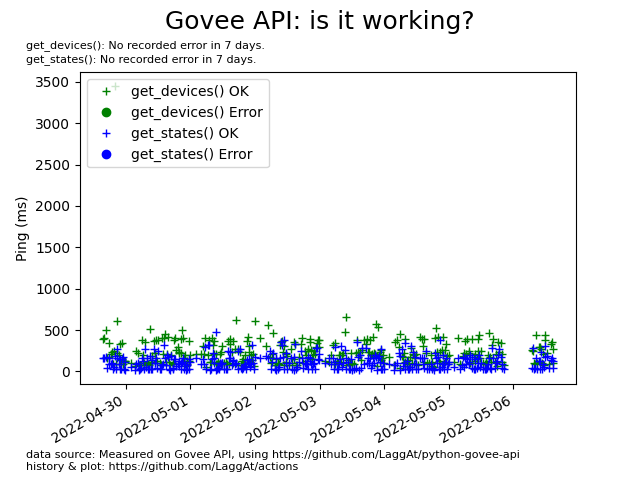 Govee API: is it working?
get_devices(): No recorded error in 7 days.
get_states(): No recorded error in 7 days.
3500
3000
2500
2000
1500
1000
500
0
Ping (ms)
get_devices() OK
get_devices() Error
get_states() OK
get_states() Error
2022-04-30
2022-05-01
2022-05-02
2022-05-03
2022-05-04
2022-05-05
2022-05-06
data source: Measured on Govee API, using https://github.com/LaggAt/python-govee-api
history & plot: https://github.com/LaggAt/actions